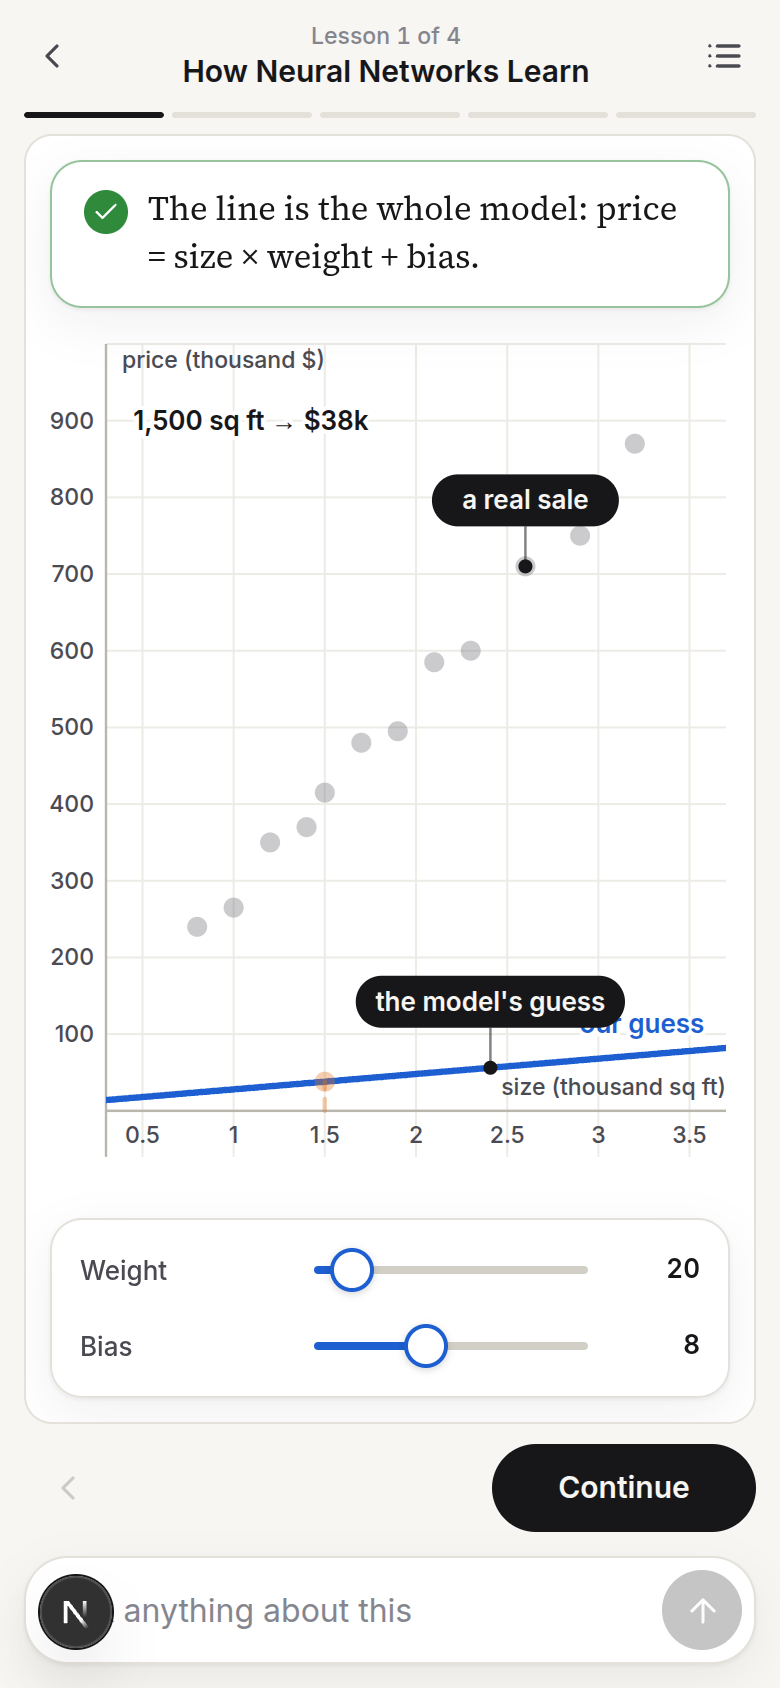 Lesson 1 of 4
How Neural Networks Learn
The line is the whole model: price
= size × weight + bias.
price (thousand $)
1,500 sq ft → $38k
900
800
700
600
500
400
300
200
100
a real sale
the model's guess
our guess
size (thousand sq ft)
0.5 1 1.5 2 2.5 3 3.5
Weight 20
Bias 8
Continue
N anything about this